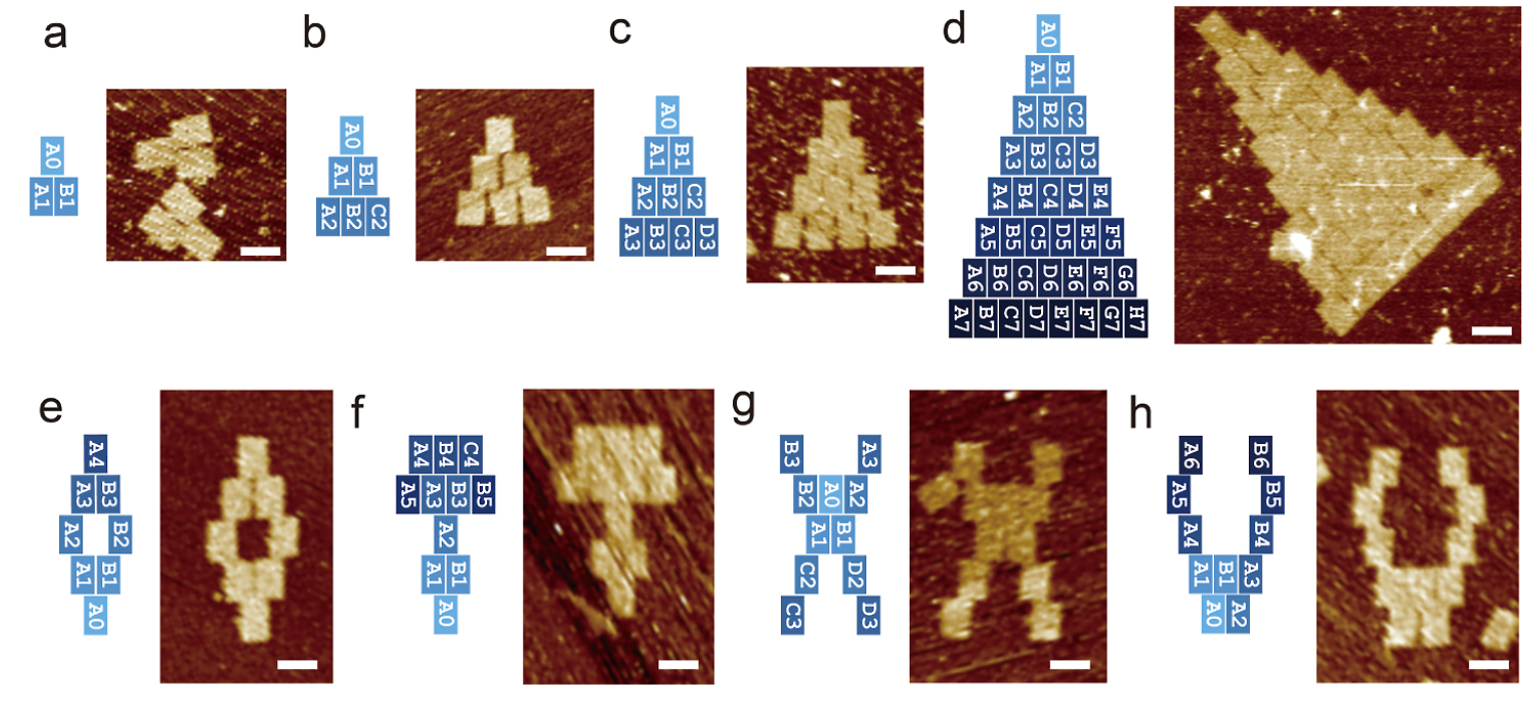 a
A0
A1 B1
b
A0
A1 B1
A2 B2 C2
c
A0
A1 B1
A2 B2 C2
A3 B3 C3 D3
d
A0
A1 B1
A2 B2 C2
A3 B3 C3 D3
A4 B4 C4 D4 E4
A5 B5 C5 D5 E5 F5
A6 B6 C6 D6 E6 F6 G6
A7 B7 C7 D7 E7 F7 G7 H7
e
A4
A3 B3
A2 B2
A1 B1
A0
f
A4 B4 C4
A5 A3 B3 B5
A2
A1 B1
A0
g
B3 A3
B2 A0 A2
A1 B1
C2 D2
C3 D3
h
A6 B6
A5 B5
A4 B4
A1 B1 A3
A0 A2